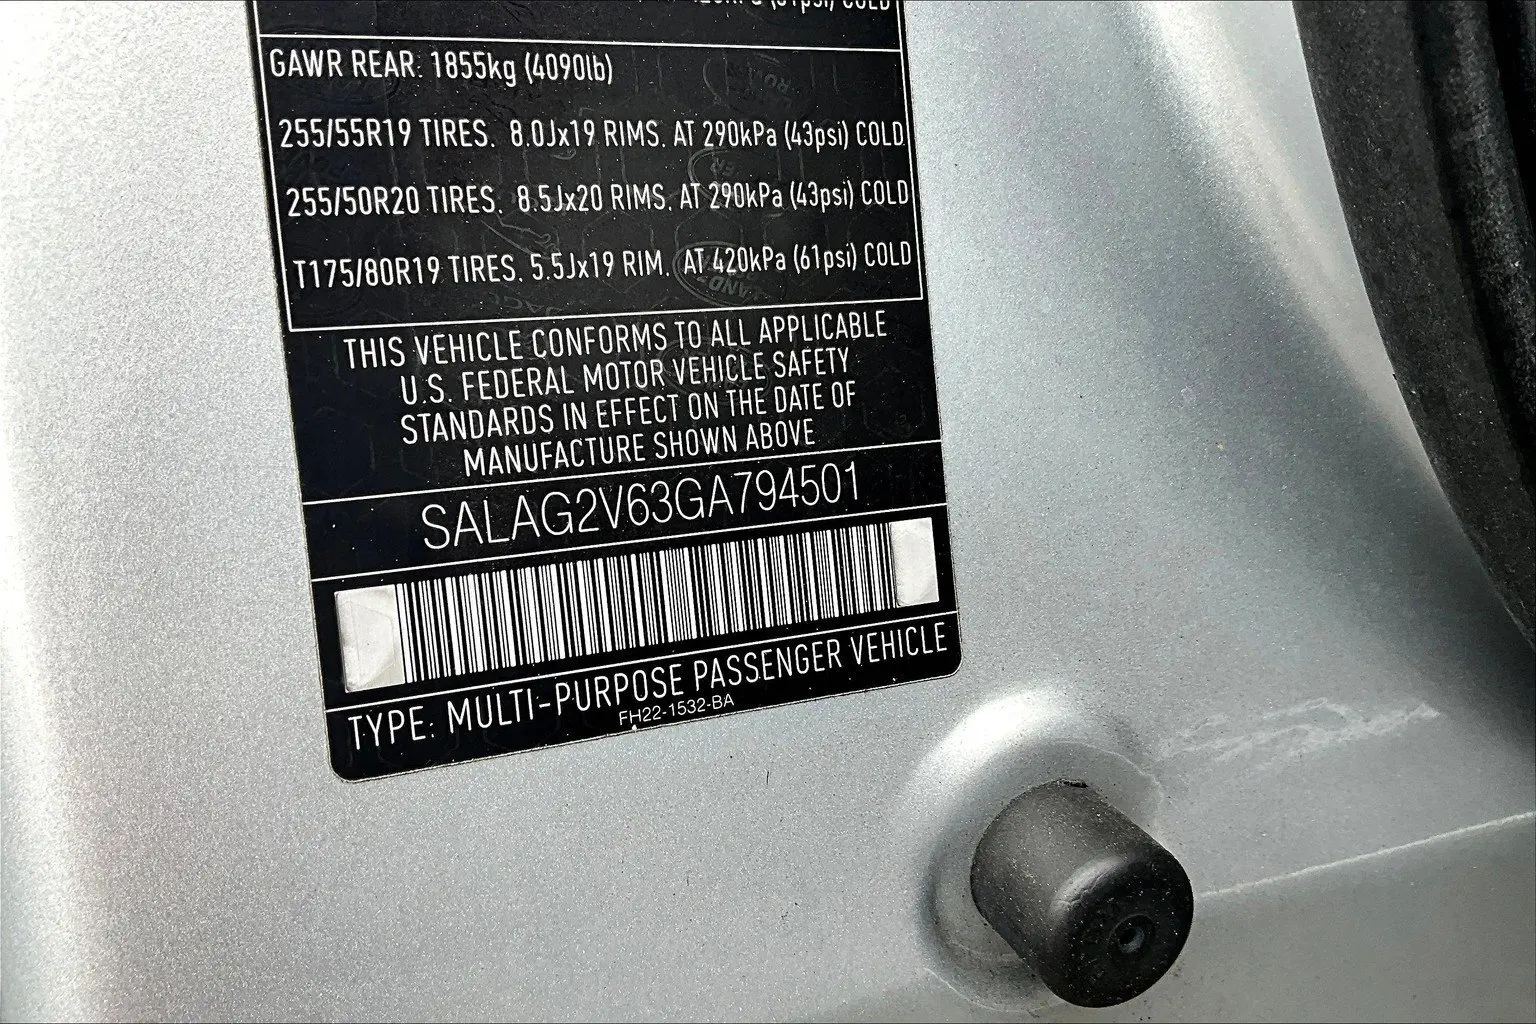 COLD
GAWR REAR: 1855kg (4090lb)
255/55R19 TIRES. 8.0Jx19 RIMS. AT 290kPa (43psi) COLD
255/50R20 TIRES. 8.5Jx20 RIMS. AT 290kPa (43psi) COLD
T175/80R19 TIRES. 5.5Jx19 RIM. AT 420kPa (61psi) COLD
THIS VEHICLE CONFORMS TO ALL APPLICABLE
U.S. FEDERAL MOTOR VEHICLE SAFETY
STANDARDS IN EFFECT ON THE DATE OF
MANUFACTURE SHOWN ABOVE
SALAG2V63GA794501
TYPE: MULTI-PURPOSE PASSENGER VEHICLE
FH22-1532-BA